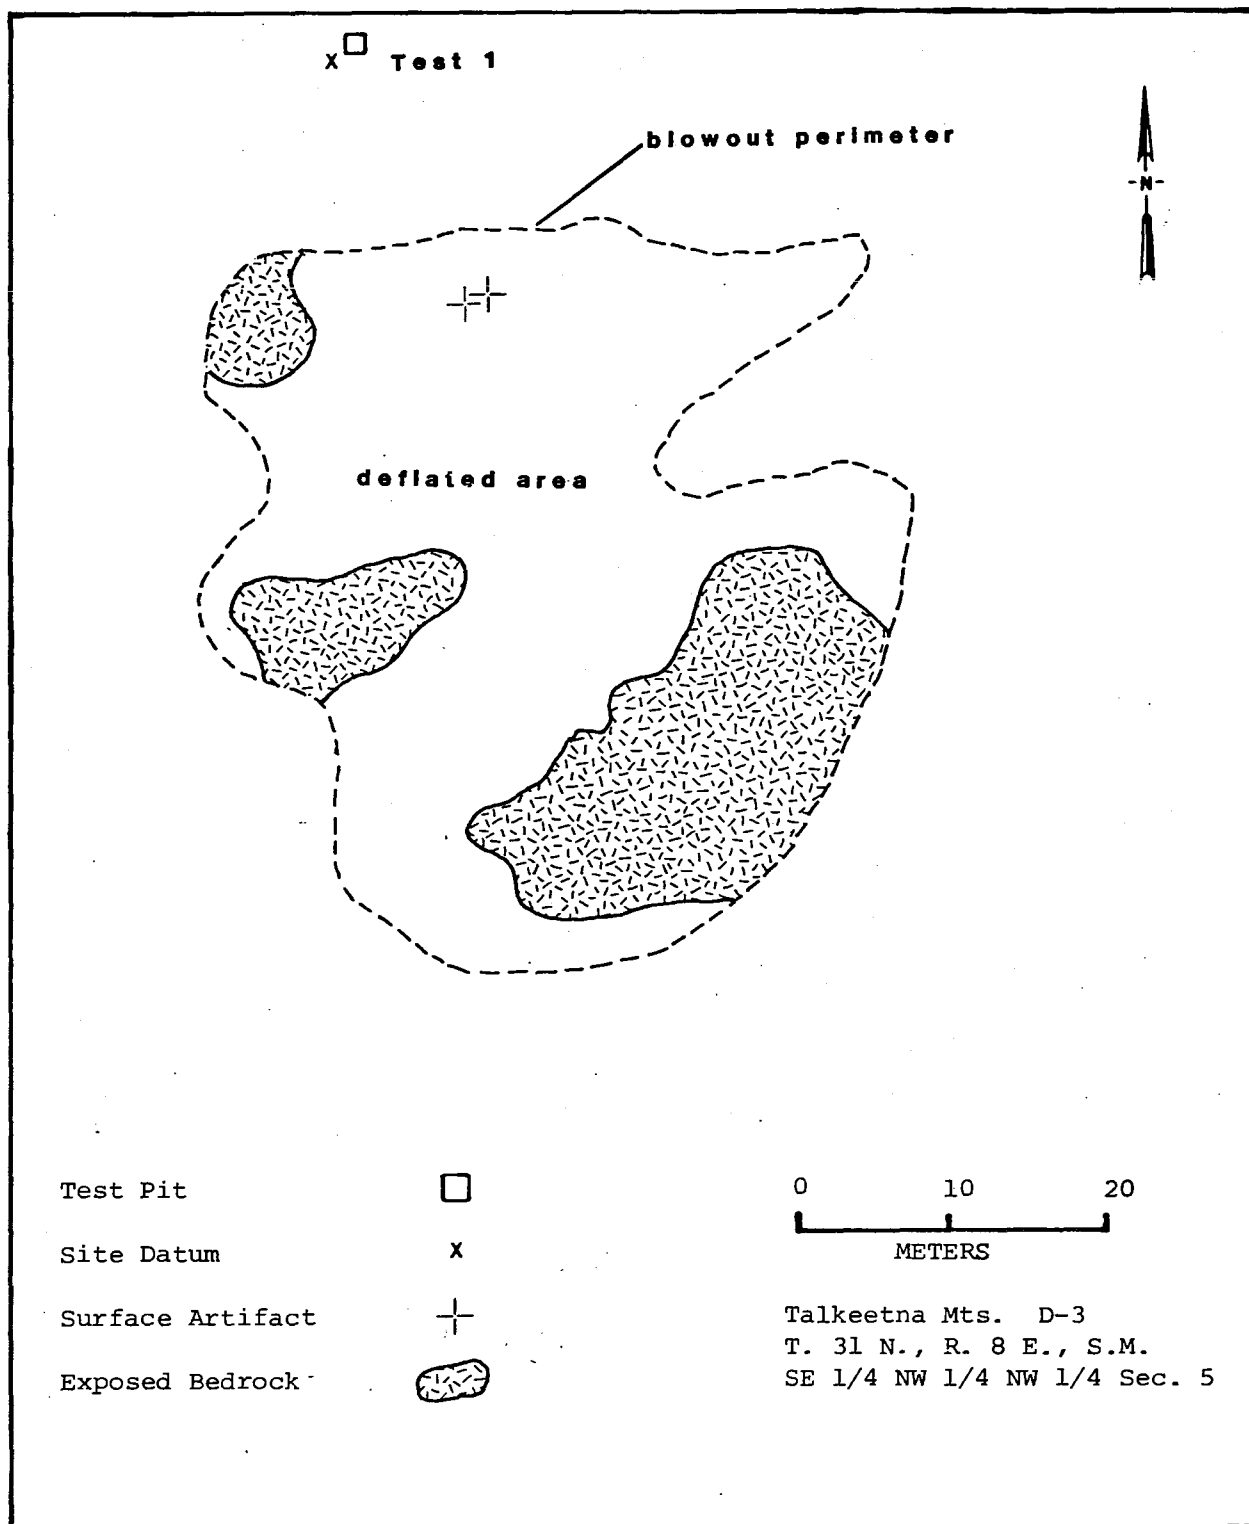 x Test 1
blowout perimeter
-N-
deflated area
Test Pit
0 10 20
Site Datum x
METERS
Surface Artifact
Talkeetna Mts. D-3
T. 31 N., R. 8 E., S.M.
Exposed Bedrock
SE 1/4 NW 1/4 NW 1/4 Sec. 5